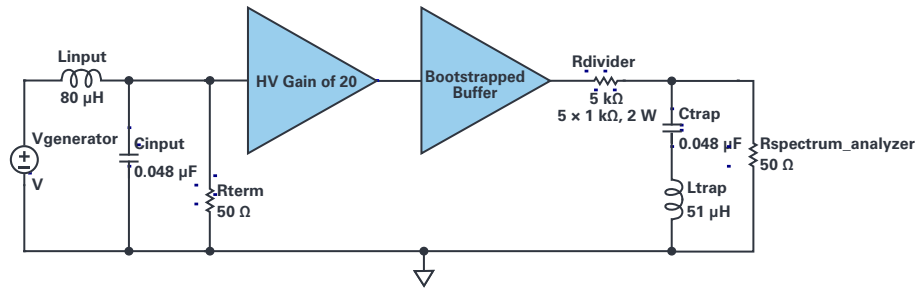 Linput
80 µH
Vgenerator
V
Cinput
0.048 µF
Rterm
50 Ω
HV Gain of 20
Bootstrapped
Buffer
Rdivider
5 kΩ
5 × 1 kΩ, 2 W
Ctrap
0.048 µF
Ltrap
51 µH
Rspectrum_analyzer
50 Ω